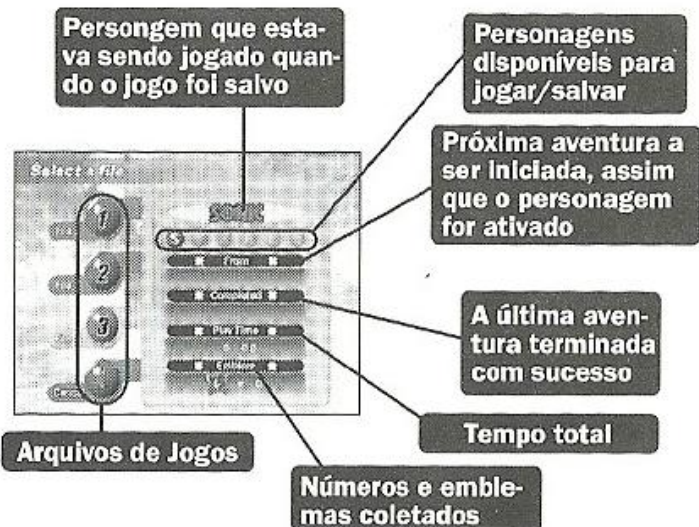 Persongem que esta-
va sendo jogado quan-
do o jogo foi salvo
Personagens
disponíveis para
jogar/salvar
Próxima aventura a
ser iniciada, assim
que o personagem
for ativado
A última aven-
tura terminada
com sucesso
Tempo total
Números e emble-
mas coletados
Arquivos de Jogos
Select a file
1
2
3
SONIC
S
From
Completed
Play Time
Emblem